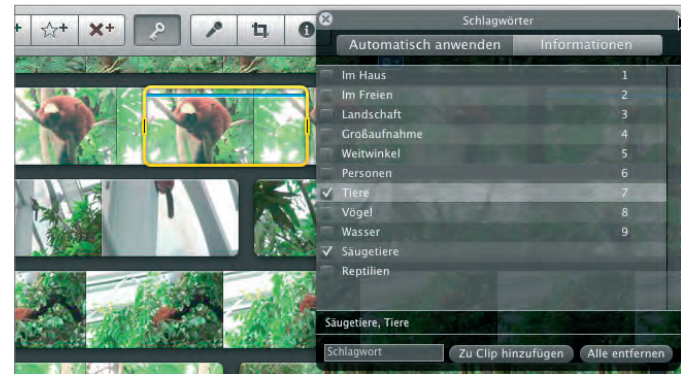 Schlagwörter
Automatisch anwenden Informationen
Im Haus 1
Im Freien 2
Landschaft 3
Großaufnahme 4
Weitwinkel 5
Personen 6
Tiere 7
Vögel 8
Wasser 9
Säugetiere
Reptilien
Säugetiere, Tiere
Schlagwort Zu Clip hinzufügen Alle entfernen